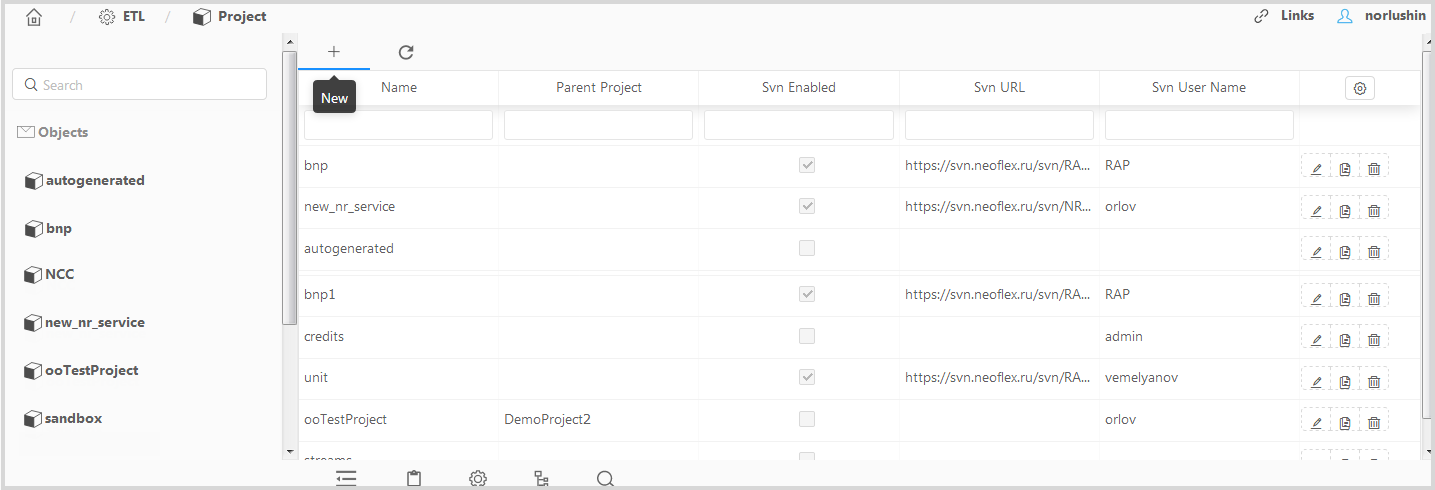 / ETL / Project Links norlushin
Search
New
Name Parent Project Svn Enabled Svn URL Svn User Name
Objects
autogenerated
bnp
NCC
new_nr_service
ooTestProject
sandbox
bnp https://svn.neoflex.ru/svn/RA... RAP
new_nr_service https://svn.neoflex.ru/svn/NR... orlov
autogenerated
bnp1 https://svn.neoflex.ru/svn/RA... RAP
credits admin
unit https://svn.neoflex.ru/svn/RA... vemelyanov
ooTestProject DemoProject2 orlov
streams